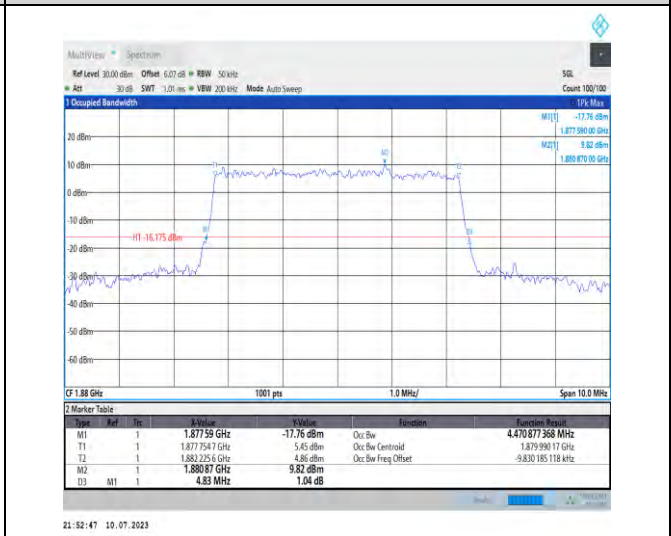 MultiView Spectrum
Ref Level 30.00 dBm Offset 6.07 dB RBW 50 kHz SGL
Att 30 dB SWT 1.01 ms VBW 200 kHz Mode Auto Sweep Count 100/100
1 Occupied Bandwidth 1Pk Max
M1[1] -17.76 dBm
1.877 590 00 GHz
M2[1] 9.82 dBm
1.880 870 00 GHz
20 dBm
M2
T1 T2
10 dBm
0 dBm
-10 dBm
M1 D3
H1 -16.175 dBm
-20 dBm
-30 dBm
-40 dBm
-50 dBm
-60 dBm
CF 1.88 GHz 1001 pts 1.0 MHz/ Span 10.0 MHz
2 Marker Table
Type Ref Trc X-Value Y-Value Function Function Result
M1 1 1.877 59 GHz -17.76 dBm Occ Bw 4.470 877 368 MHz
T1 1 1.877 754 7 GHz 5.45 dBm Occ Bw Centroid 1.879 990 17 GHz
T2 1 1.882 225 6 GHz 4.86 dBm Occ Bw Freq Offset -9.830 185 118 kHz
M2 1 1.880 87 GHz 9.82 dBm
D3 M1 1 4.83 MHz 1.04 dB
21:52:47 10.07.2023